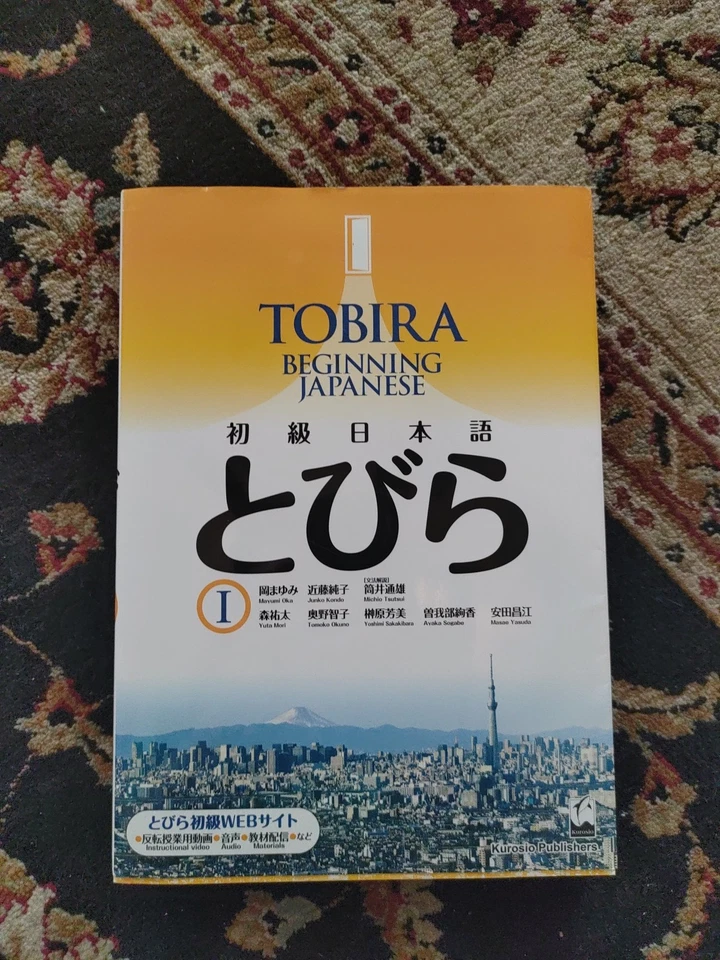 TOBIRA
BEGINNING
JAPANESE
初級日本語
とびら
I
岡まゆみ 近藤純子 [文法解説] 筒井通雄
Mayumi Oka Junko Kondo Michio Tsutsui
森祐太 奥野智子 榊原芳美 曽我部絢香 安田昌江
Yuta Mori Tomoko Okuno Yoshimi Sakakibara Ayaka Sogabe Masae Yasuda
とびら初級WEBサイト
●反転授業用動画●音声●教材配信●など
Instructional video Audio Materials
Kurosio
Kurosio Publishers